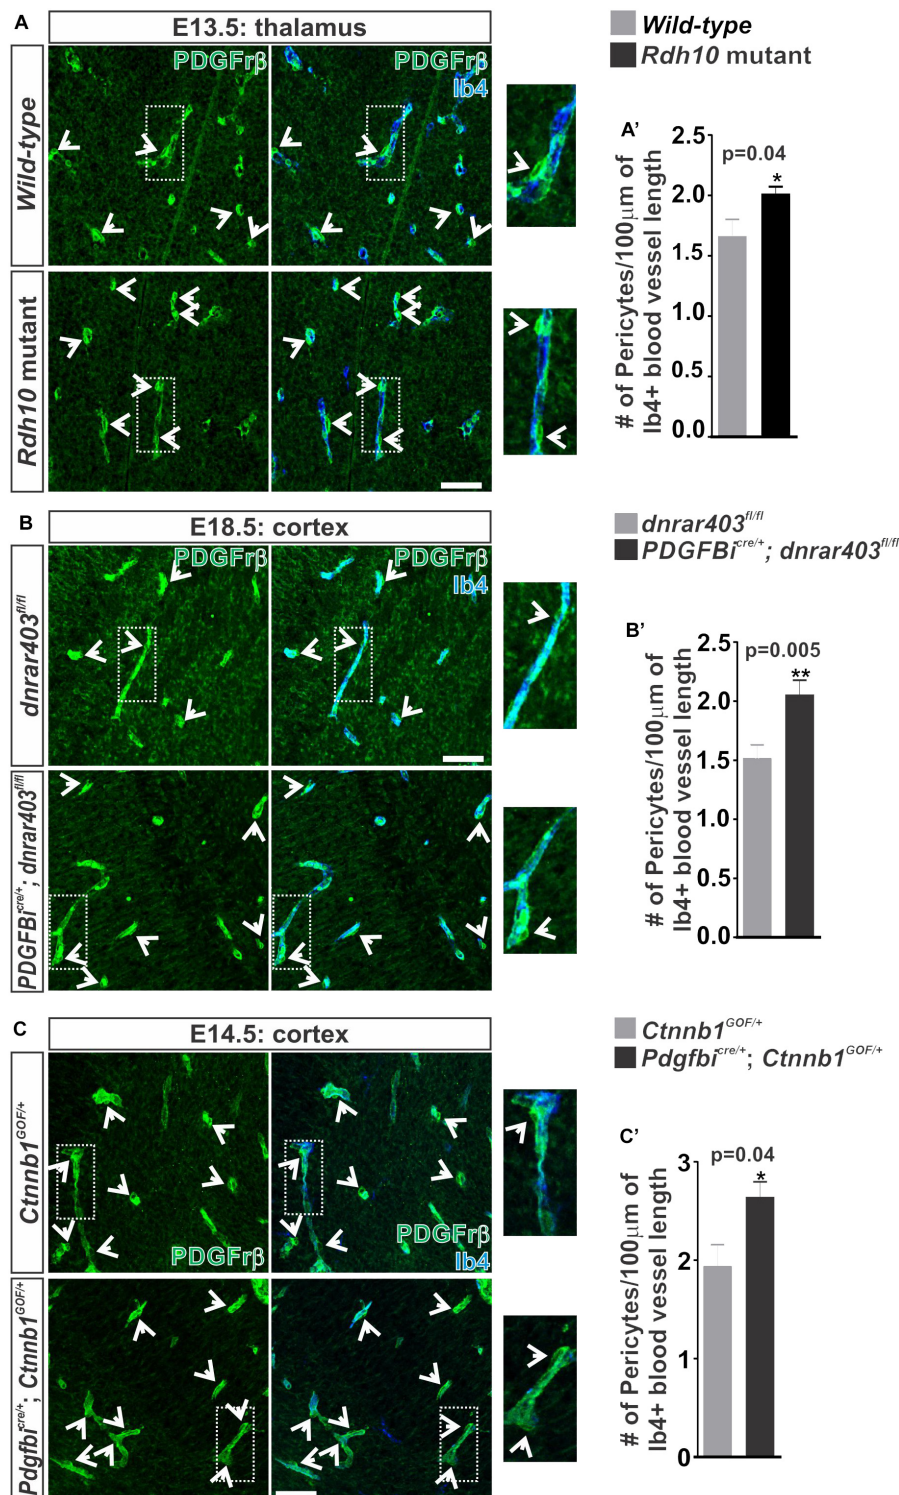 A
E13.5: thalamus
Wild-type
Rdh10 mutant
PDGFrβ
PDGFrβ
Ib4
Wild-type
Rdh10 mutant
A'
# of Pericytes/100µm of
Ib4+ blood vessel length
p=0.04
*
2.5
2.0
1.5
1.0
0.5
0.0
B
E18.5: cortex
dnrar403fl/fl
PDGFBicre/+; dnrar403fl/fl
PDGFrβ
PDGFrβ
Ib4
dnrar403fl/fl
PDGFBicre/+; dnrar403fl/fl
B'
# of Pericytes/100µm of
Ib4+ blood vessel length
p=0.005
**
2.5
2.0
1.5
1.0
0.5
0.0
C
E14.5: cortex
Ctnnb1GOF/+
Pdgfbicre/+; Ctnnb1GOF/+
PDGFrβ
PDGFrβ
Ib4
Ctnnb1GOF/+
Pdgfbicre/+; Ctnnb1GOF/+
C'
# of Pericytes/100µm of
Ib4+ blood vessel length
p=0.04
*
3
2
1
0